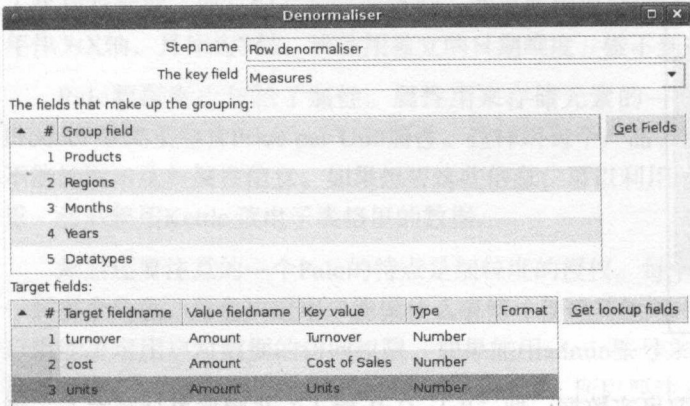 Denormaliser
Step name Row denormaliser
The key field Measures
The fields that make up the grouping:
# Group field
Get Fields
1 Products
2 Regions
3 Months
4 Years
5 Datatypes
Target fields:
# Target fieldname Value fieldname Key value Type Format
Get lookup fields
1 turnover Amount Turnover Number
2 cost Amount Cost of Sales Number
3 units Amount Units Number